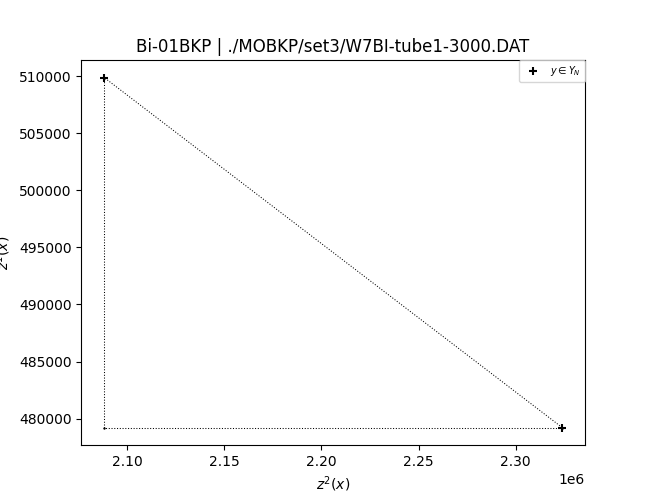 Bi-01BKP | ./MOBKP/set3/W7BI-tube1-3000.DAT
y ∈ Y_N
510000
505000
500000
495000
490000
485000
480000
2.10 2.15 2.20 2.25 2.30
1e6
z²(x)